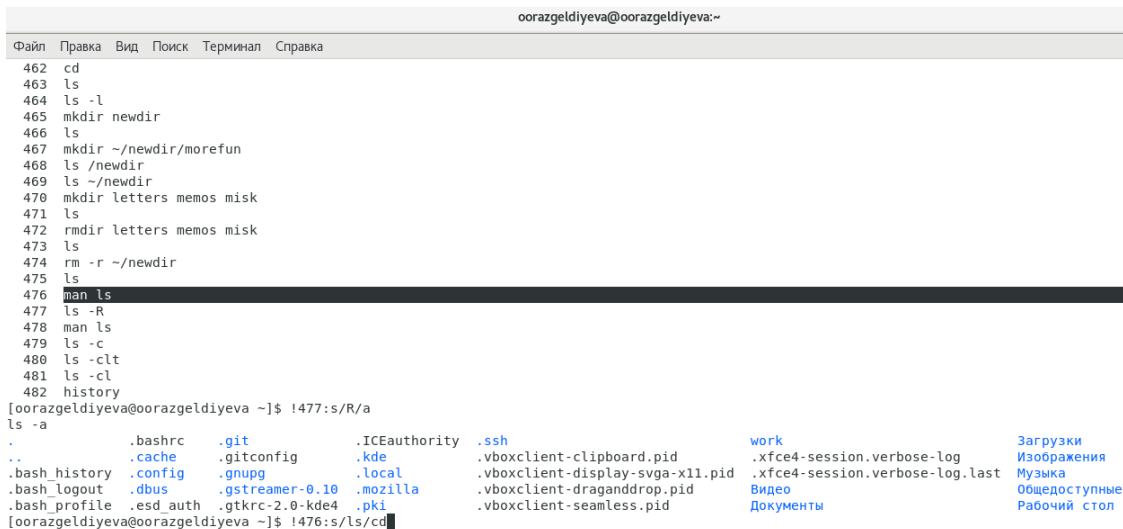 oorazgeldiyeva@oorazgeldiyeva:~
Файл Правка Вид Поиск Терминал Справка
462 cd
463 ls
464 ls -l
465 mkdir newdir
466 ls
467 mkdir ~/newdir/morefun
468 ls /newdir
469 ls ~/newdir
470 mkdir letters memos misk
471 ls
472 rmdir letters memos misk
473 ls
474 rm -r ~/newdir
475 ls
476 man ls
477 ls -R
478 man ls
479 ls -c
480 ls -clt
481 ls -cl
482 history
[oorazgeldiyeva@oorazgeldiyeva ~]$ !477:s/R/a
ls -a
. .bashrc .git .ICEauthority .ssh work Загрузки
.. .cache .gitconfig .kde .vboxclient-clipboard.pid .xfce4-session.verbose-log Изображения
.bash_history .config .gnupg .local .vboxclient-display-svga-x11.pid .xfce4-session.verbose-log.last Музыка
.bash_logout .dbus .gstreamer-0.10 .mozilla .vboxclient-draganddrop.pid Видео Общедоступные
.bash_profile .esd_auth .gtkrc-2.0-kde4 .pki .vboxclient-seamless.pid Документы Рабочий стол
[oorazgeldiyeva@oorazgeldiyeva ~]$ !476:s/ls/cd